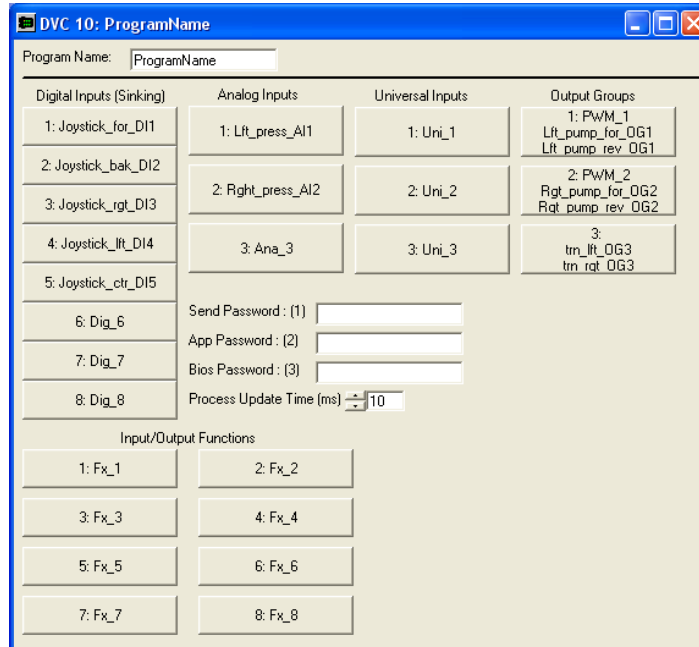 DVC 10: ProgramName
Program Name: ProgramName
Digital Inputs (Sinking)
1: Joystick_for_DI1
2: Joystick_bak_DI2
3: Joystick_rgt_DI3
4: Joystick_lft_DI4
5: Joystick_ctr_DI5
6: Dig_6
7: Dig_7
8: Dig_8
Analog Inputs
1: Lft_press_AI1
2: Rght_press_AI2
3: Ana_3
Universal Inputs
1: Uni_1
2: Uni_2
3: Uni_3
Output Groups
1: PWM_1
Lft_pump_for_OG1
Lft_pump_rev_OG1
2: PWM_2
Rgt_pump_for_OG2
Rgt_pump_rev_OG2
3:
trn_lft_OG3
trn_rgt_OG3
Send Password : (1)
App Password : (2)
Bios Password : (3)
Process Update Time (ms) 10
Input/Output Functions
1: Fx_1
2: Fx_2
3: Fx_3
4: Fx_4
5: Fx_5
6: Fx_6
7: Fx_7
8: Fx_8